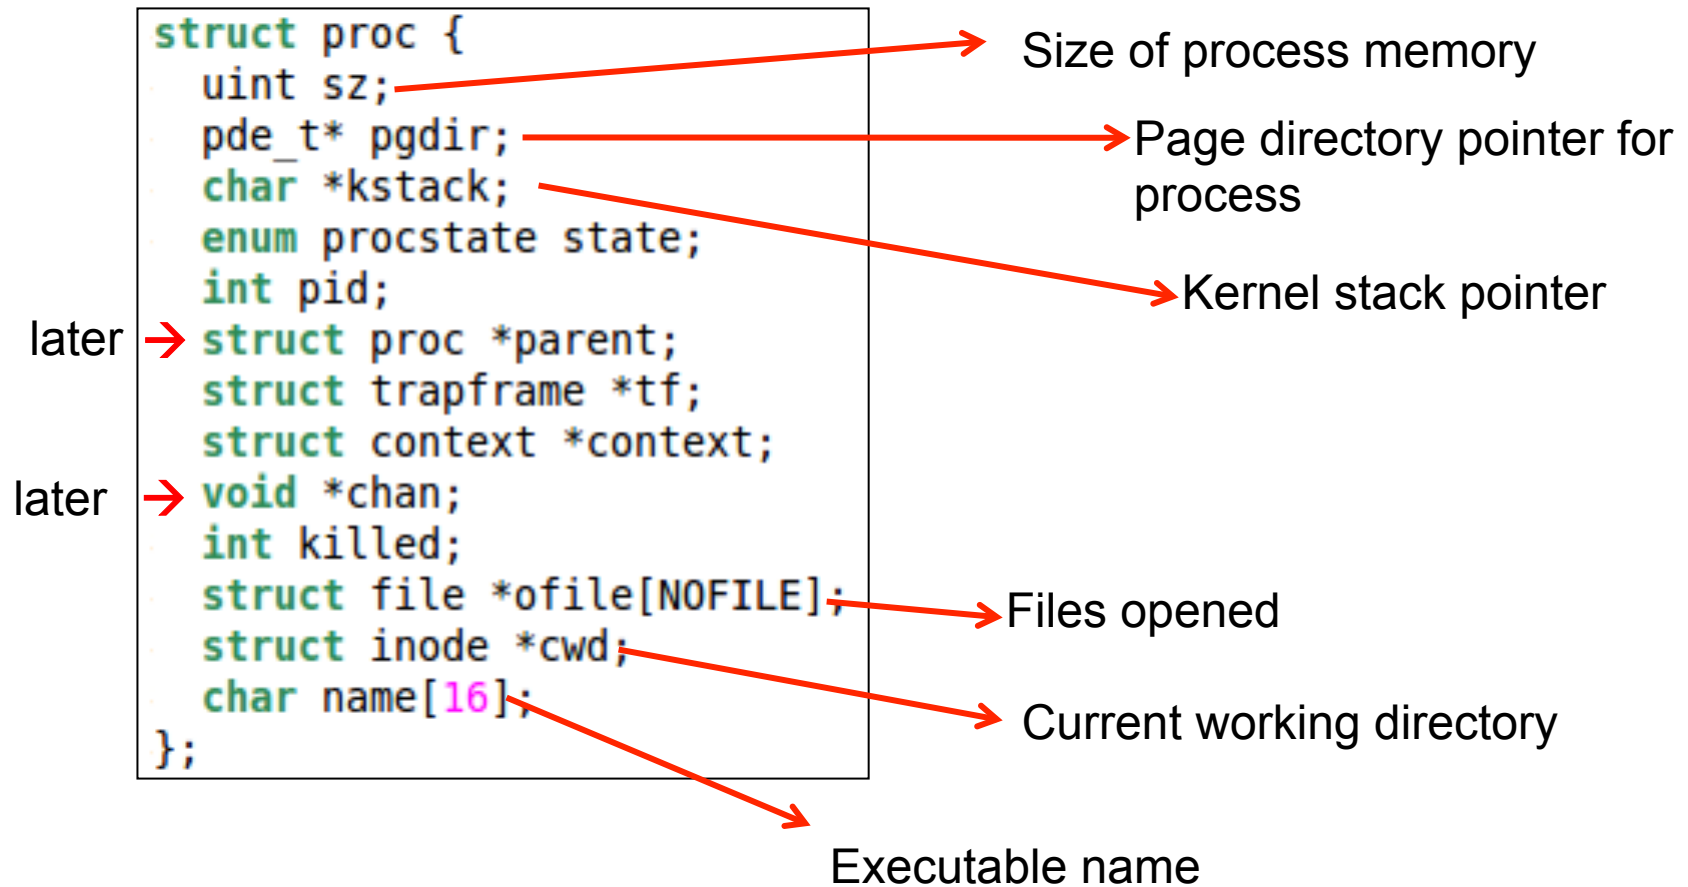 struct proc {
uint sz;
Size of process memory
pde_t* pgdir;
Page directory pointer for
process
char *kstack;
Kernel stack pointer
enum procstate state;
int pid;
later → struct proc *parent;
struct trapframe *tf;
struct context *context;
later → void *chan;
int killed;
struct file *ofile[NOFILE];
Files opened
struct inode *cwd;
Current working directory
char name[16];
Executable name
};